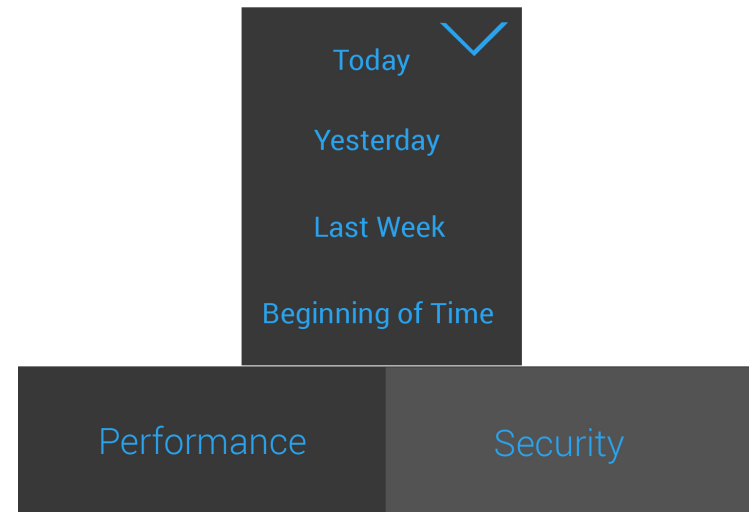 Today
Yesterday
Last Week
Beginning of Time
Performance
Security